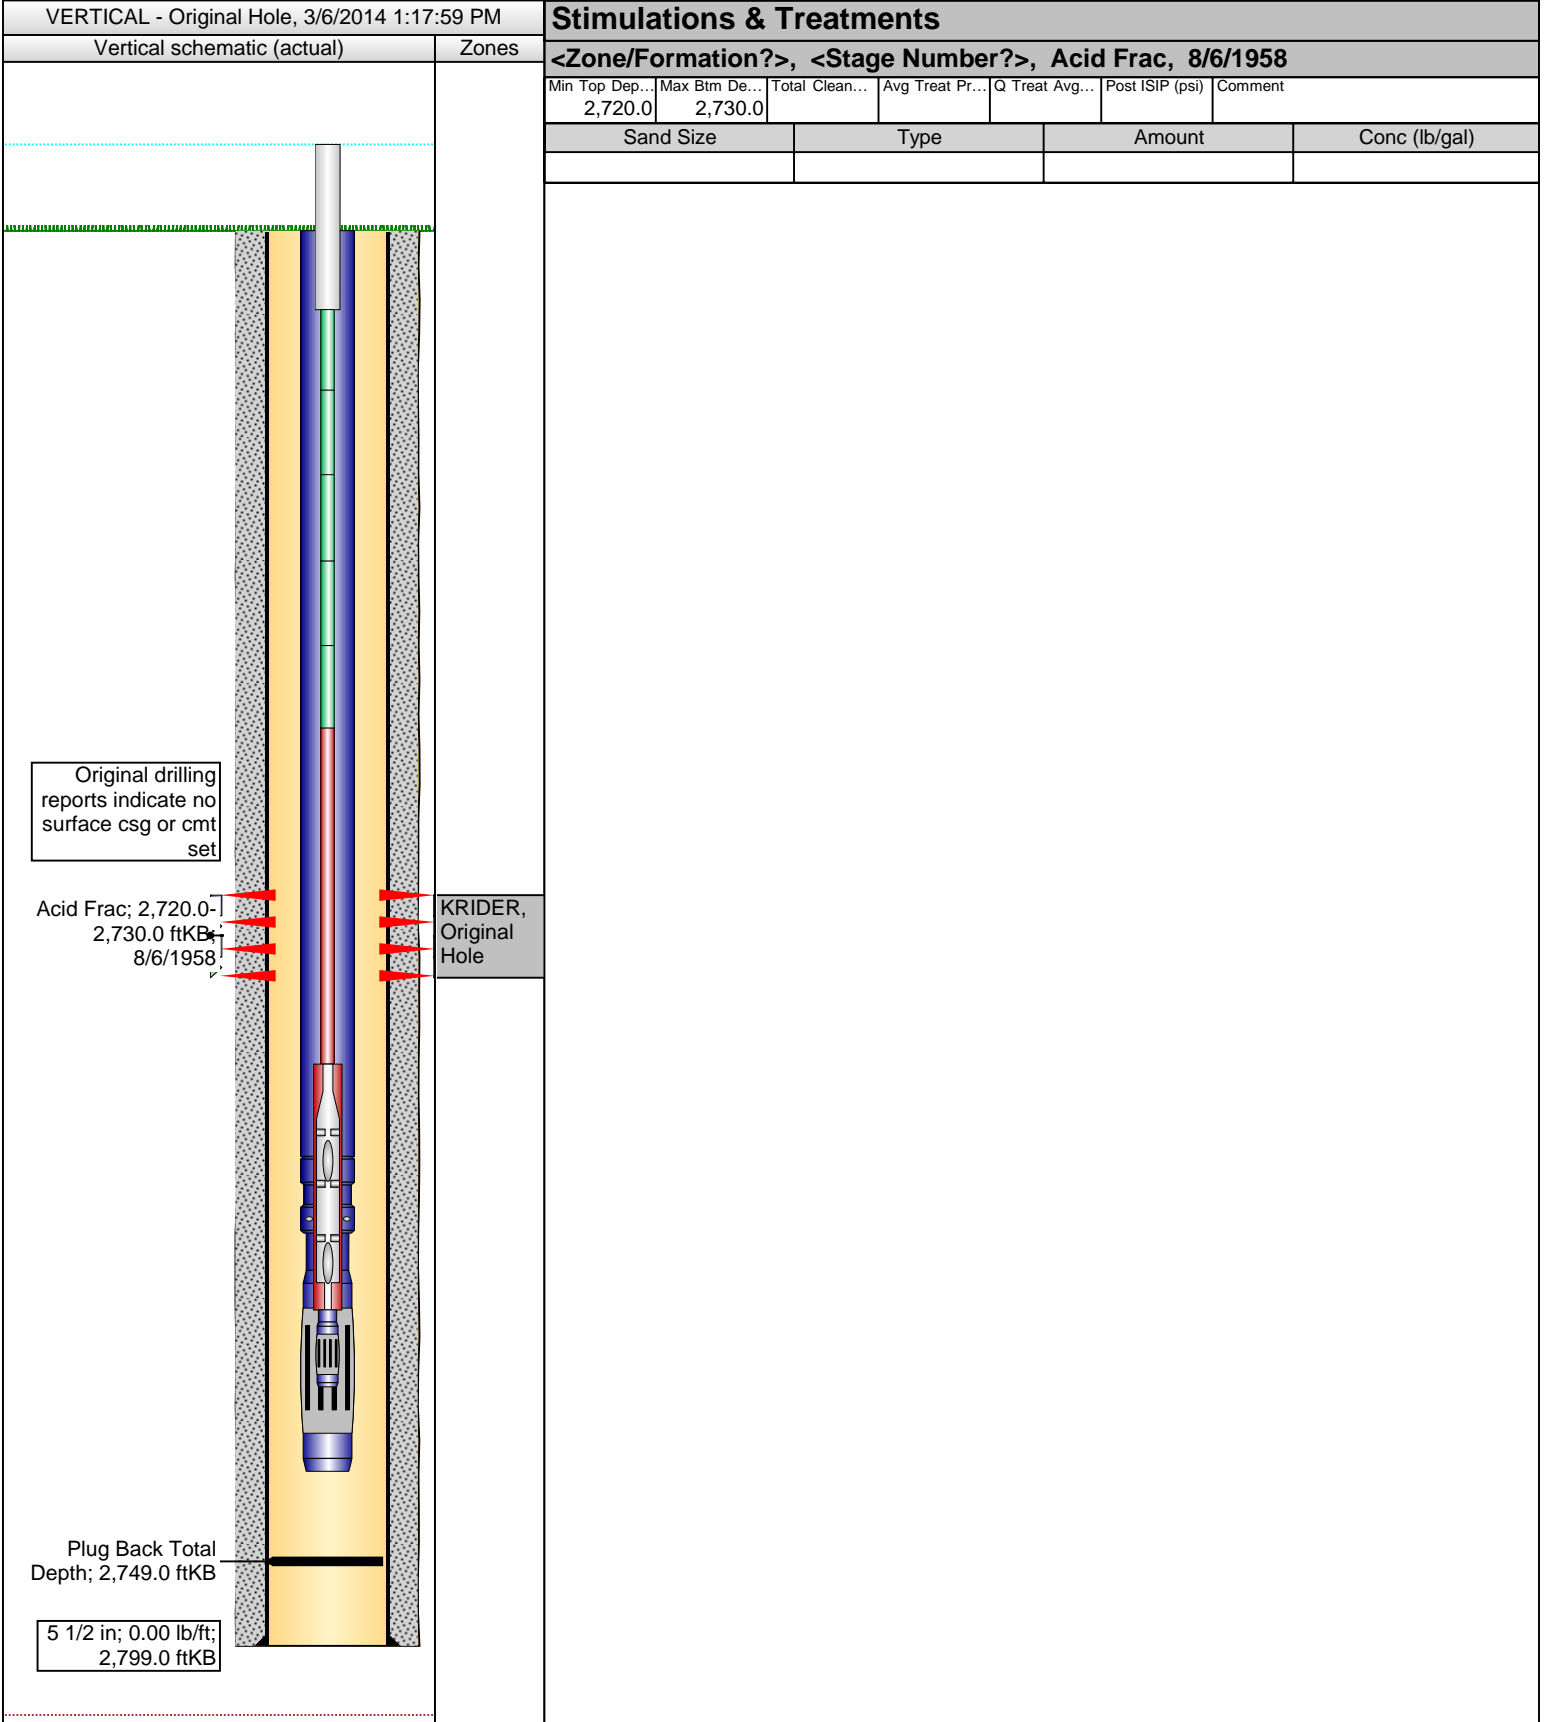 VERTICAL - Original Hole, 3/6/2014 1:17:59 PM
Vertical schematic (actual)
Zones
Original drilling
reports indicate no
surface csg or cmt
set
Acid Frac; 2,720.0-
2,730.0 ftKB;
8/6/1958
KRIDER,
Original
Hole
Plug Back Total
Depth; 2,749.0 ftKB
5 1/2 in; 0.00 lb/ft;
2,799.0 ftKB
Stimulations & Treatments
<Zone/Formation?>, <Stage Number?>, Acid Frac, 8/6/1958
Min Top Dep... Max Btm De... Total Clean... Avg Treat Pr... Q Treat Avg... Post ISIP (psi) Comment
2,720.0 2,730.0
Sand Size Type Amount Conc (lb/gal)